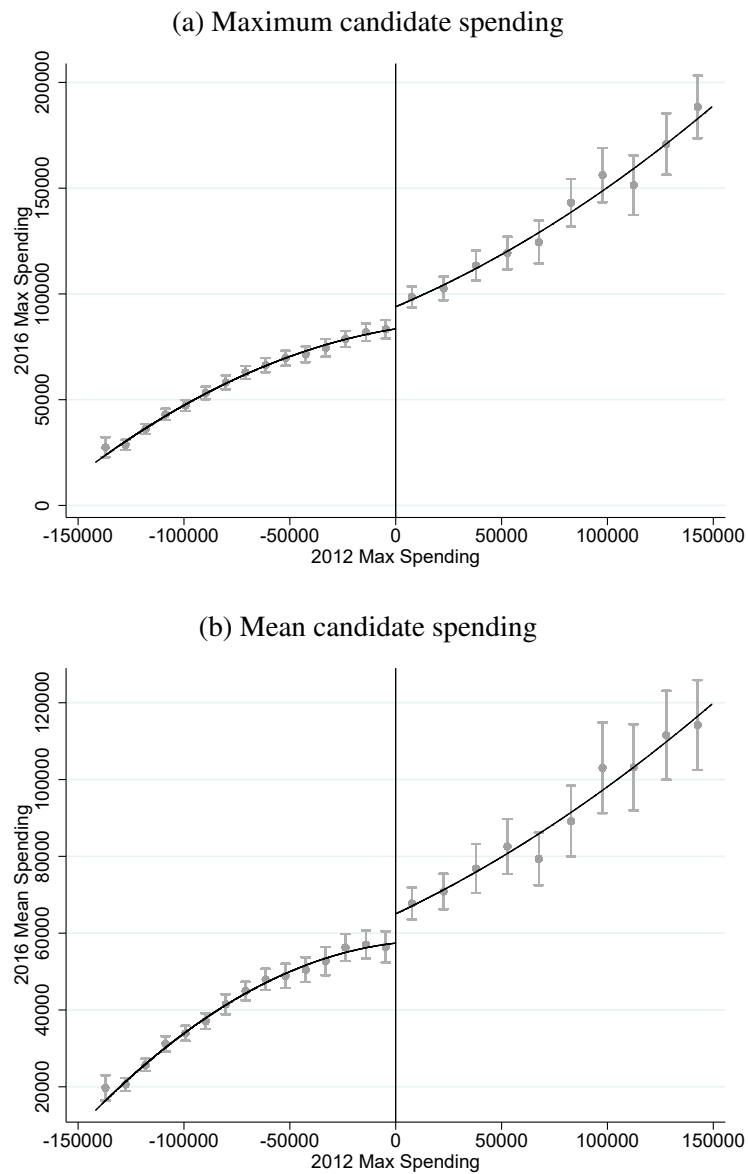 (a) Maximum candidate spending
200000
150000
100000
50000
0
2016 Max Spending
-150000 -100000 -50000 0 50000 100000 150000
2012 Max Spending
(b) Mean candidate spending
120000
100000
80000
60000
40000
20000
2016 Mean Spending
-150000 -100000 -50000 0 50000 100000 150000
2012 Max Spending